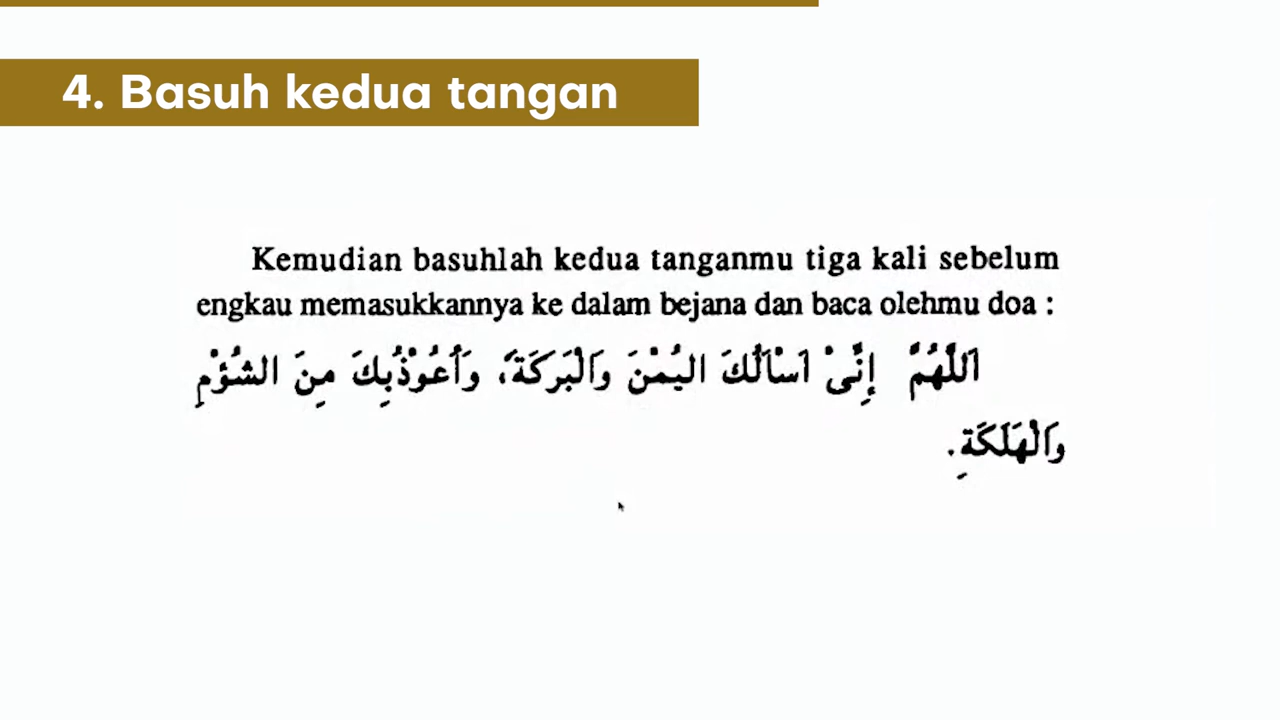 4. Basuh kedua tangan
Kemudian basuhlah kedua tanganmu tiga kali sebelum
engkau memasukkannya ke dalam bejana dan baca olehmu doa :
اَللّٰهُمَّ إِنِّىْ اَسْاَلُكَ الْيُمْنَ وَالْبَرَكَةَ، وَاَعُوْذُبِكَ مِنَ الشُّؤْمِ
وَالْهَلَكَةِ.